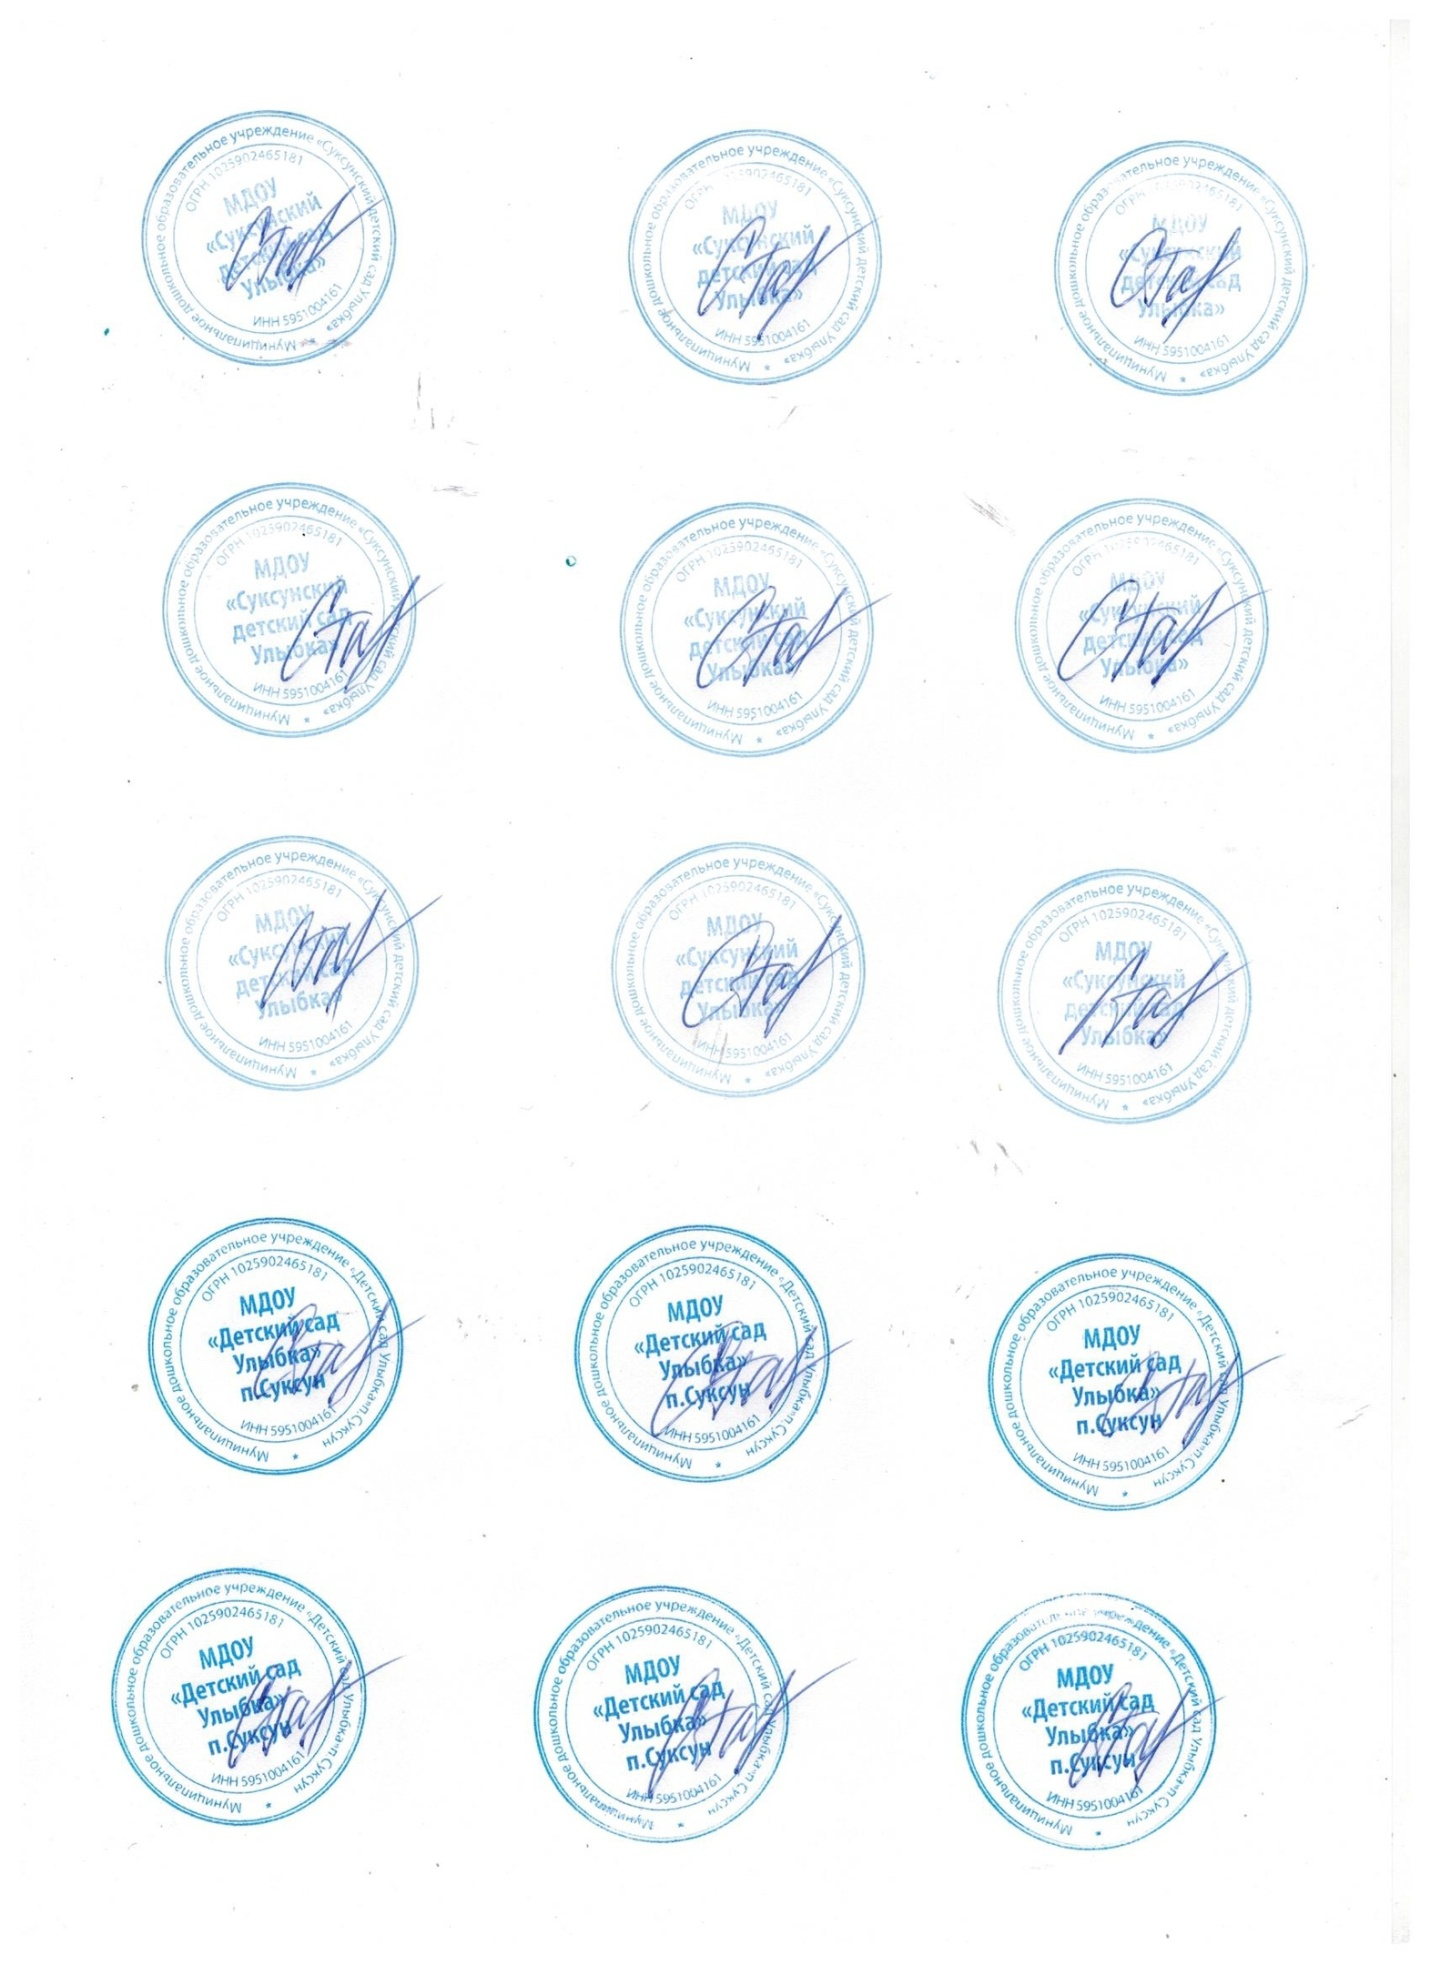 Муниципальное дошкольное образовательное учреждение «Суксунский детский сад Улыбка»
ОГРН 1025902465181
МДОУ
«Суксунский
детский сад
Улыбка»
ИНН 5951004161
Муниципальное дошкольное образовательное учреждение «Суксунский детский сад Улыбка»
ОГРН 1025902465181
МДОУ
«Суксунский
детский сад
Улыбка»
ИНН 5951004161
Муниципальное дошкольное образовательное учреждение «Суксунский детский сад Улыбка»
ОГРН 1025902465181
МДОУ
«Суксунский
детский сад
Улыбка»
ИНН 5951004161
Муниципальное дошкольное образовательное учреждение «Суксунский детский сад Улыбка»
ОГРН 1025902465181
МДОУ
«Суксунский
детский сад
Улыбка»
ИНН 5951004161
Муниципальное дошкольное образовательное учреждение «Суксунский детский сад Улыбка»
ОГРН 1025902465181
МДОУ
«Суксунский
детский сад
Улыбка»
ИНН 5951004161
Муниципальное дошкольное образовательное учреждение «Суксунский детский сад Улыбка»
ОГРН 1025902465181
МДОУ
«Суксунский
детский сад
Улыбка»
ИНН 5951004161
Муниципальное дошкольное образовательное учреждение «Суксунский детский сад Улыбка»
ОГРН 1025902465181
МДОУ
«Суксунский
детский сад
Улыбка»
ИНН 5951004161
Муниципальное дошкольное образовательное учреждение «Суксунский детский сад Улыбка»
ОГРН 1025902465181
МДОУ
«Суксунский
детский сад
Улыбка»
ИНН 5951004161
Муниципальное дошкольное образовательное учреждение «Суксунский детский сад Улыбка»
ОГРН 1025902465181
МДОУ
«Суксунский
детский сад
Улыбка»
ИНН 5951004161
Муниципальное дошкольное образовательное учреждение «Детский сад Улыбка»п.Суксун
ОГРН 1025902465181
МДОУ
«Детский сад
Улыбка»
п.Суксун
ИНН 5951004161
Муниципальное дошкольное образовательное учреждение «Детский сад Улыбка»п.Суксун
ОГРН 1025902465181
МДОУ
«Детский сад
Улыбка»
п.Суксун
ИНН 5951004161
Муниципальное дошкольное образовательное учреждение «Детский сад Улыбка»п.Суксун
ОГРН 1025902465181
МДОУ
«Детский сад
Улыбка»
п.Суксун
ИНН 5951004161
Муниципальное дошкольное образовательное учреждение «Детский сад Улыбка»п.Суксун
ОГРН 1025902465181
МДОУ
«Детский сад
Улыбка»
п.Суксун
ИНН 5951004161
Муниципальное дошкольное образовательное учреждение «Детский сад Улыбка»п.Суксун
ОГРН 1025902465181
МДОУ
«Детский сад
Улыбка»
п.Суксун
ИНН 5951004161
Муниципальное дошкольное образовательное учреждение «Детский сад Улыбка»п.Суксун
ОГРН 1025902465181
МДОУ
«Детский сад
Улыбка»
п.Суксун
ИНН 5951004161